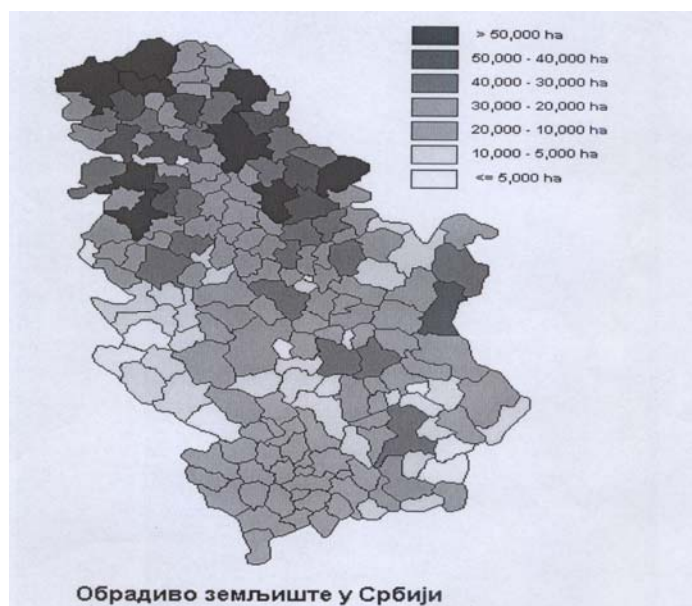 > 50,000 ha
50,000 - 40,000 ha
40,000 - 30,000 ha
30,000 - 20,000 ha
20,000 - 10,000 ha
10,000 - 5,000 ha
<= 5,000 ha
Обрадиво земљиште у Србији